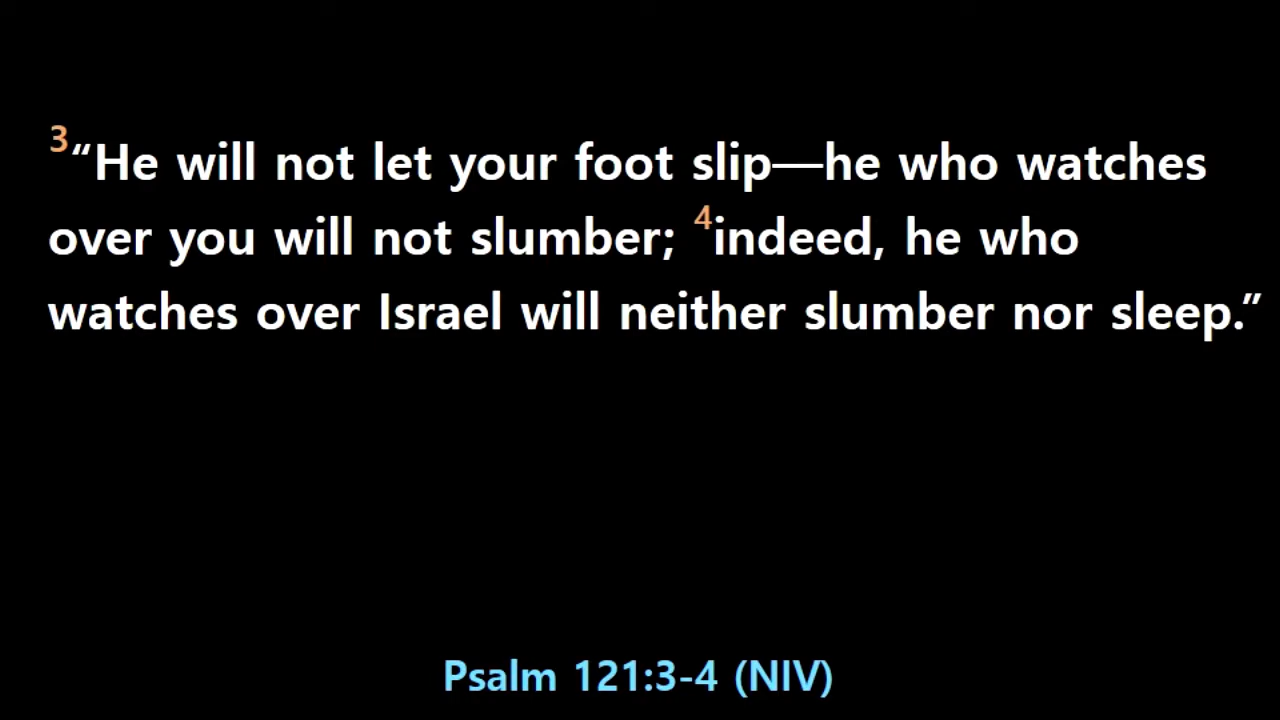 3“He will not let your foot slip—he who watches
over you will not slumber; 4indeed, he who
watches over Israel will neither slumber nor sleep.”
Psalm 121:3-4 (NIV)